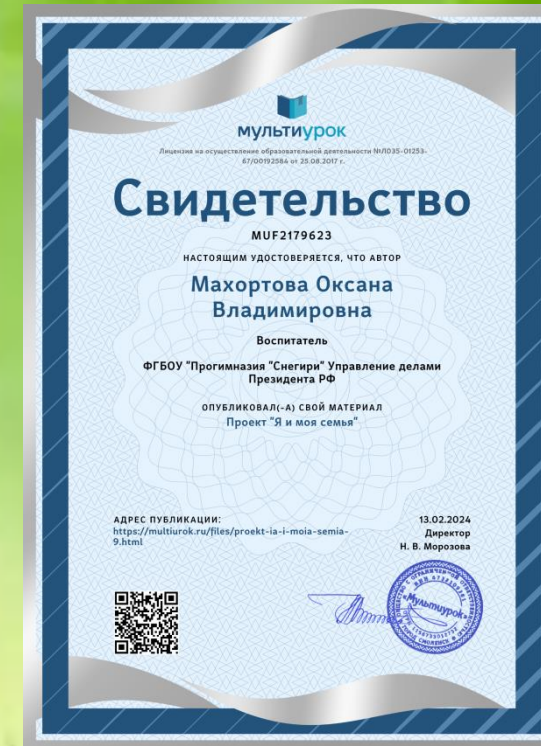 мультиурок
Лицензия на осуществление образовательной деятельности №Л035-01253-
67/00192584 от 25.08.2017 г.
Свидетельство
MUF2179623
НАСТОЯЩИМ УДОСТОВЕРЯЕТСЯ, ЧТО АВТОР
Махортова Оксана
Владимировна
Воспитатель
ФГБОУ "Прогимназия "Снегири" Управление делами
Президента РФ
ОПУБЛИКОВАЛ(-А) СВОЙ МАТЕРИАЛ
Проект "Я и моя семья"
АДРЕС ПУБЛИКАЦИИ:
https://multiurok.ru/files/proekt-ia-i-moia-semia-
9.html
13.02.2024
Директор
Н. В. Морозова
"Мультиурок"